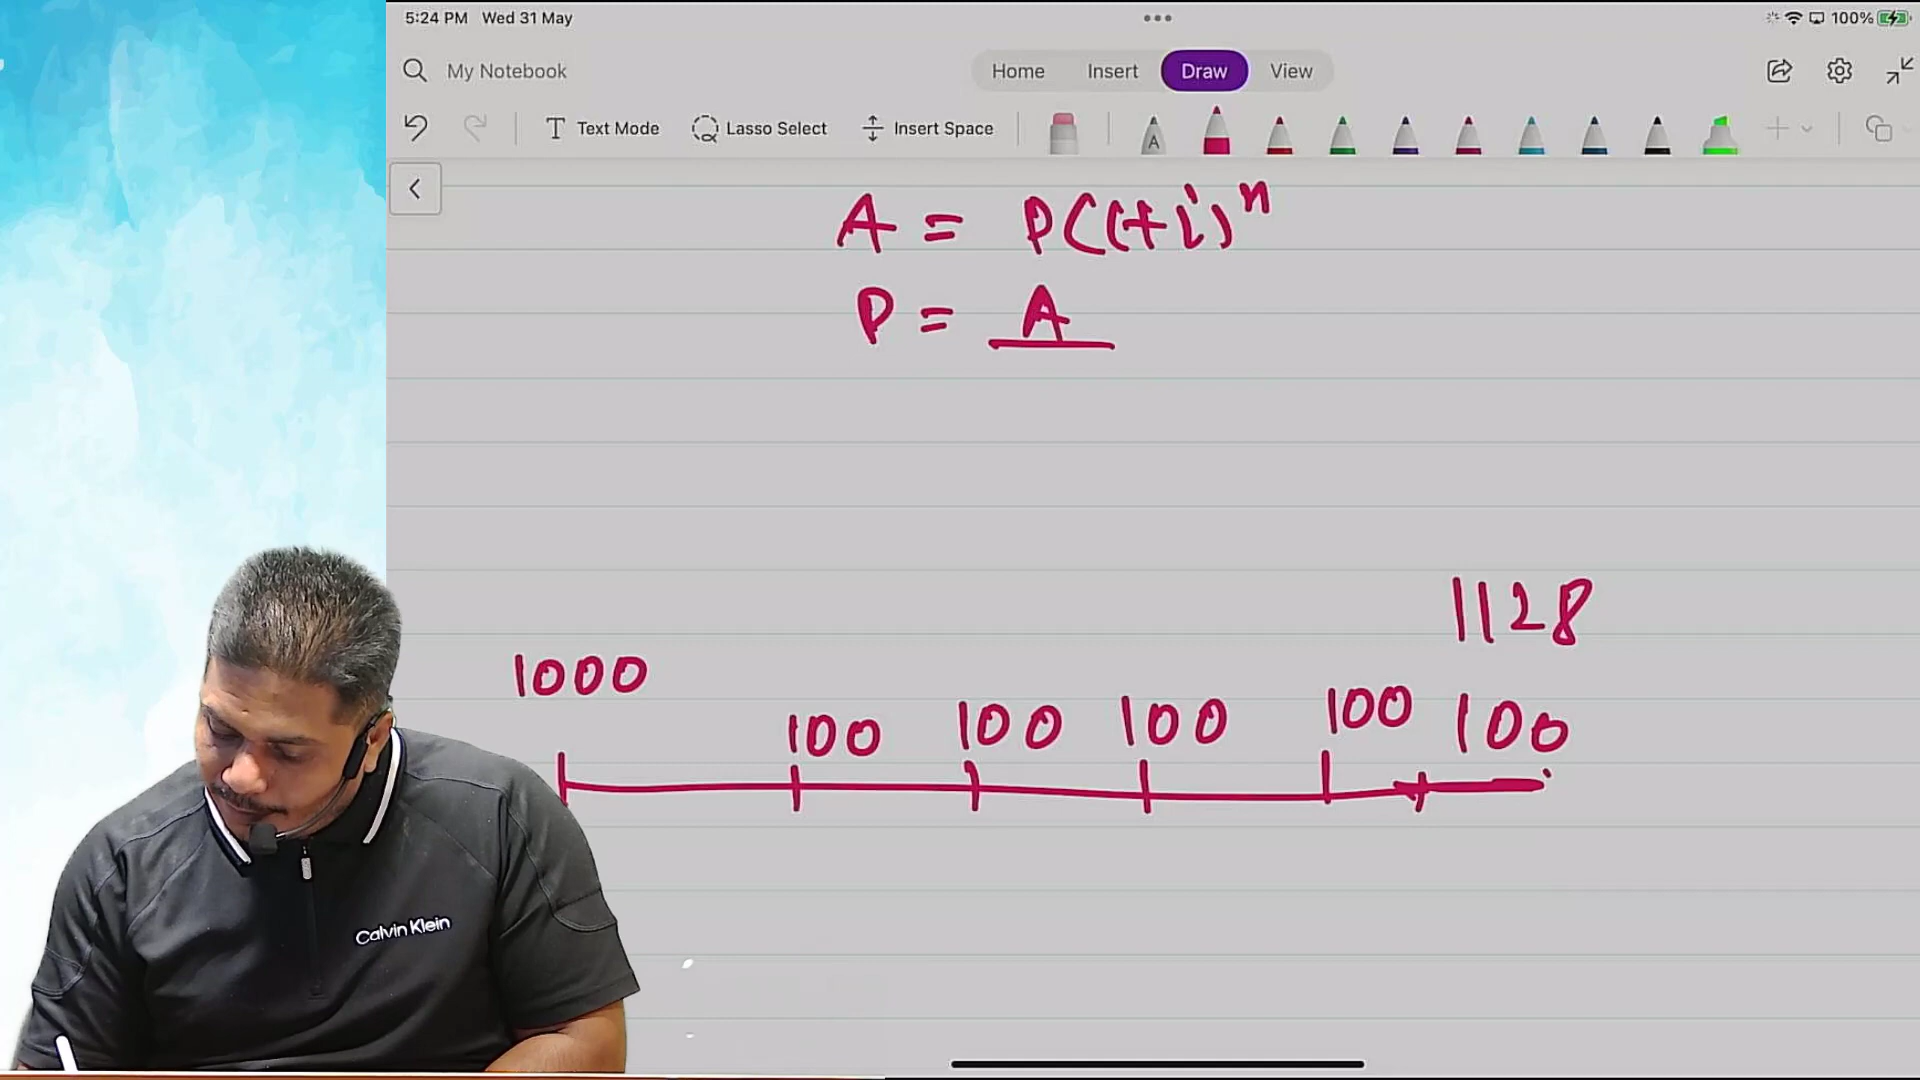 5:24 PM Wed 31 May
100%
My Notebook
Home Insert Draw View
Text Mode Lasso Select Insert Space
A
A = P(1+i)^n
P = A
1128
1000
100 100 100 100 100
Calvin Klein